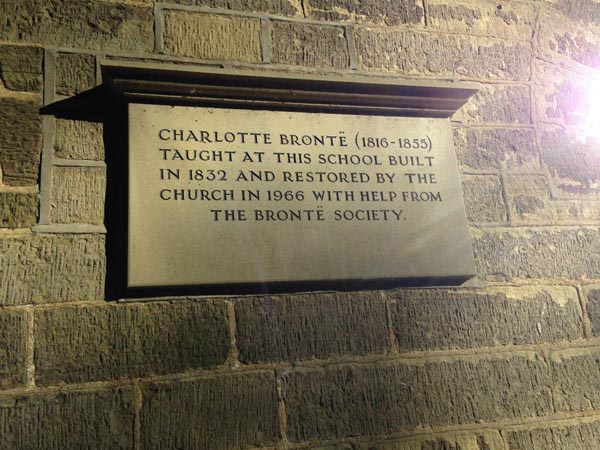 CHARLOTTE BRONTË (1816-1855)
TAUGHT AT THIS SCHOOL BUILT
IN 1832 AND RESTORED BY THE
CHURCH IN 1966 WITH HELP FROM
THE BRONTË SOCIETY.